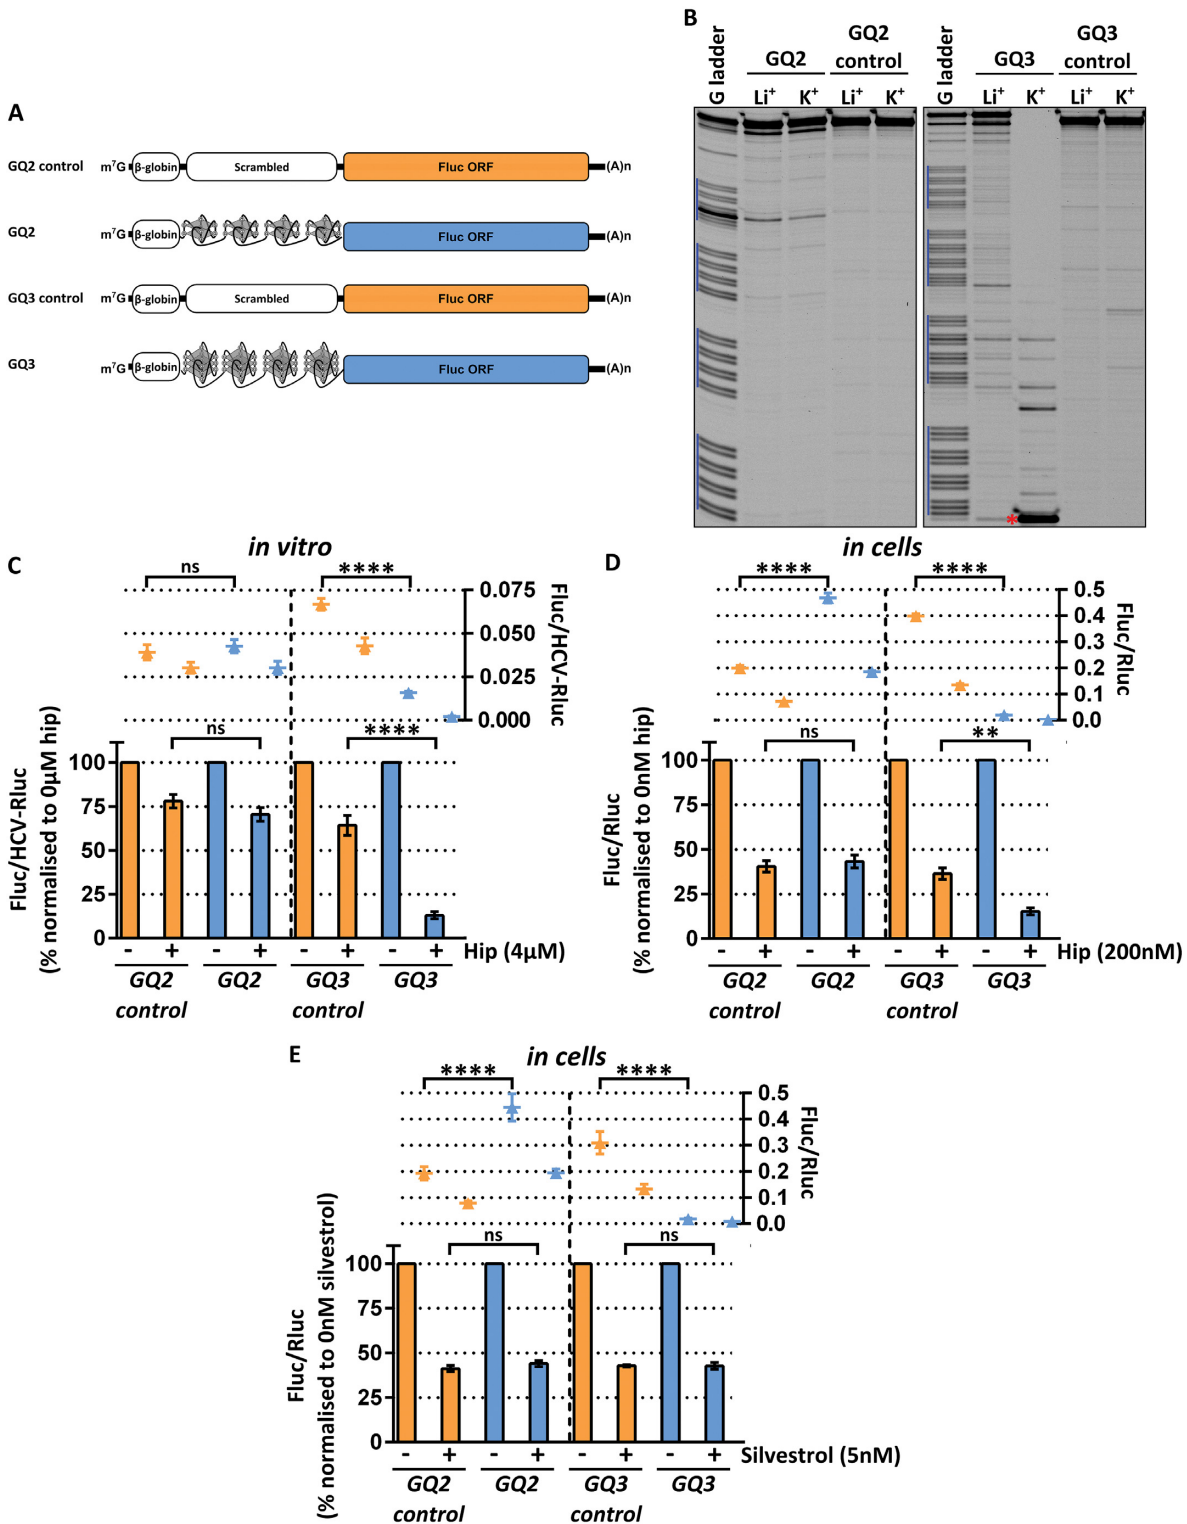 A
GQ2 control m⁷G β-globin Scrambled Fluc ORF (A)n
GQ2 m⁷G β-globin Fluc ORF (A)n
GQ3 control m⁷G β-globin Scrambled Fluc ORF (A)n
GQ3 m⁷G β-globin Fluc ORF (A)n
B
G ladder
GQ2
GQ2
control
Li⁺ K⁺ Li⁺ K⁺
G ladder
GQ3
GQ3
control
Li⁺ K⁺ Li⁺ K⁺
*
C
in vitro
ns ****
0.075
0.050
0.025
0.000
Fluc/HCV-Rluc
ns ****
100
75
50
25
0
Fluc/HCV-Rluc
(% normalised to 0µM hip)
- + - + - + - + Hip (4µM)
GQ2 GQ2 GQ3 GQ3
control control
D
in cells
**** ****
0.5
0.4
0.3
0.2
0.1
0.0
Fluc/Rluc
ns **
100
75
50
25
0
Fluc/Rluc
(% normalised to 0nM hip)
- + - + - + - + Hip (200nM)
GQ2 GQ2 GQ3 GQ3
control control
E
in cells
**** ****
0.5
0.4
0.3
0.2
0.1
0.0
Fluc/Rluc
ns ns
100
75
50
25
0
Fluc/Rluc
(% normalised to 0nM silvestrol)
- + - + - + - + Silvestrol (5nM)
GQ2 GQ2 GQ3 GQ3
control control